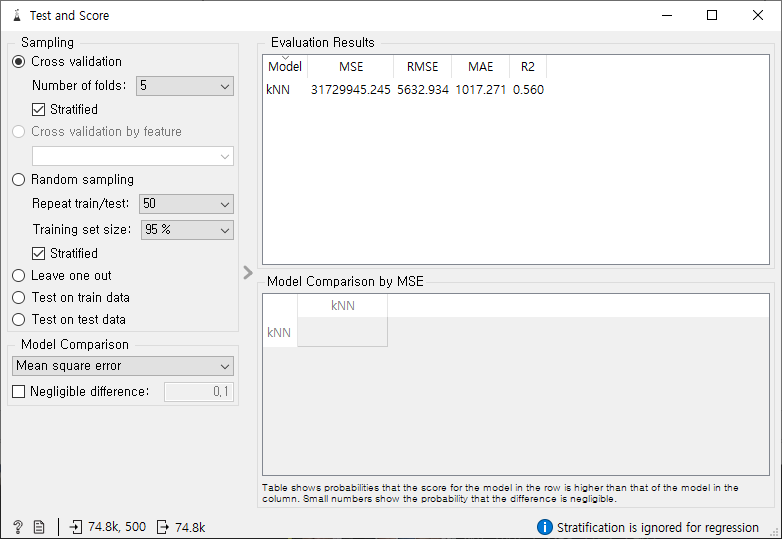 Test and Score
Sampling
Cross validation
Number of folds: 5
Stratified
Cross validation by feature
Random sampling
Repeat train/test: 50
Training set size: 95 %
Stratified
Leave one out
Test on train data
Test on test data
Model Comparison
Mean square error
Negligible difference: 0,1
Evaluation Results
Model MSE RMSE MAE R2
kNN 31729945.245 5632.934 1017.271 0.560
Model Comparison by MSE
kNN
kNN
Table shows probabilities that the score for the model in the row is higher than that of the model in the
column. Small numbers show the probability that the difference is negligible.
? 74.8k, 500 74.8k
Stratification is ignored for regression